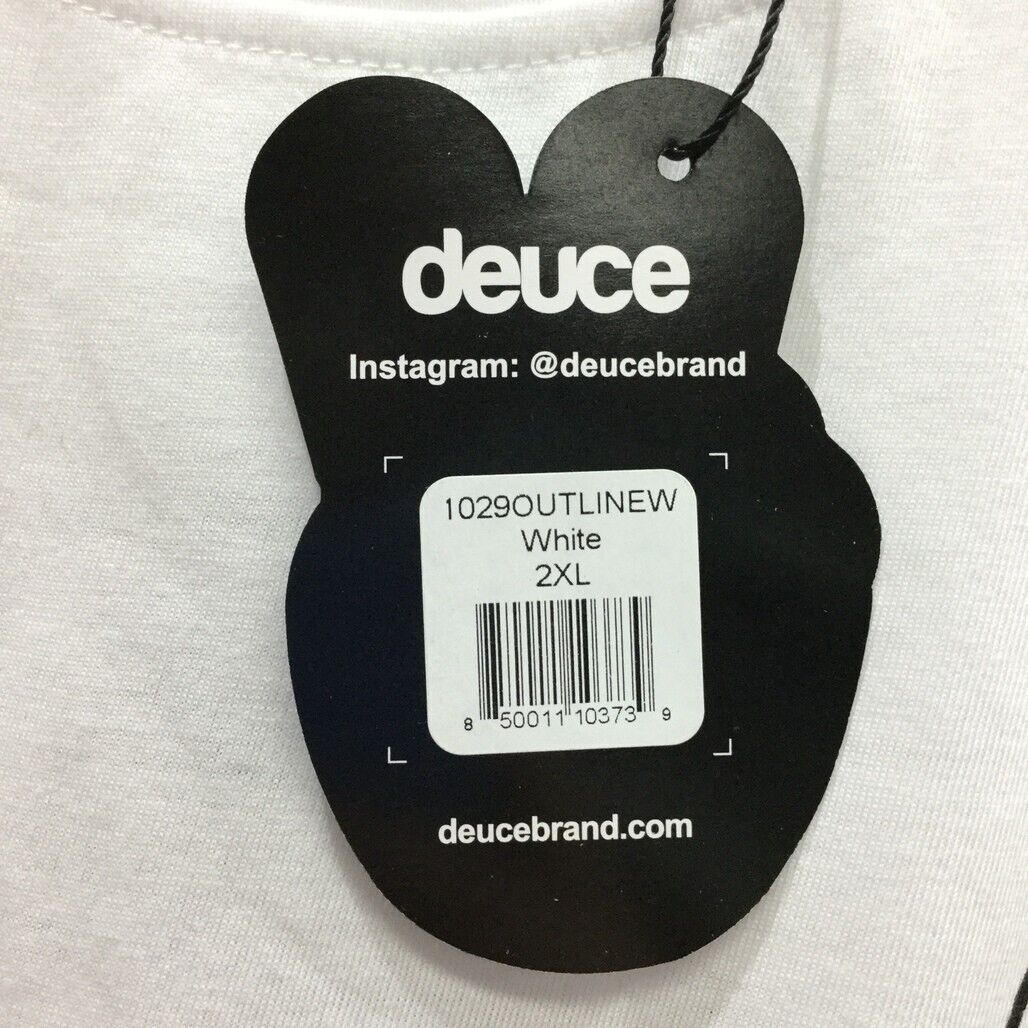 deuce
Instagram: @deucebrand
1029OUTLINEW
White
2XL
8 50011 10373 9
deucebrand.com